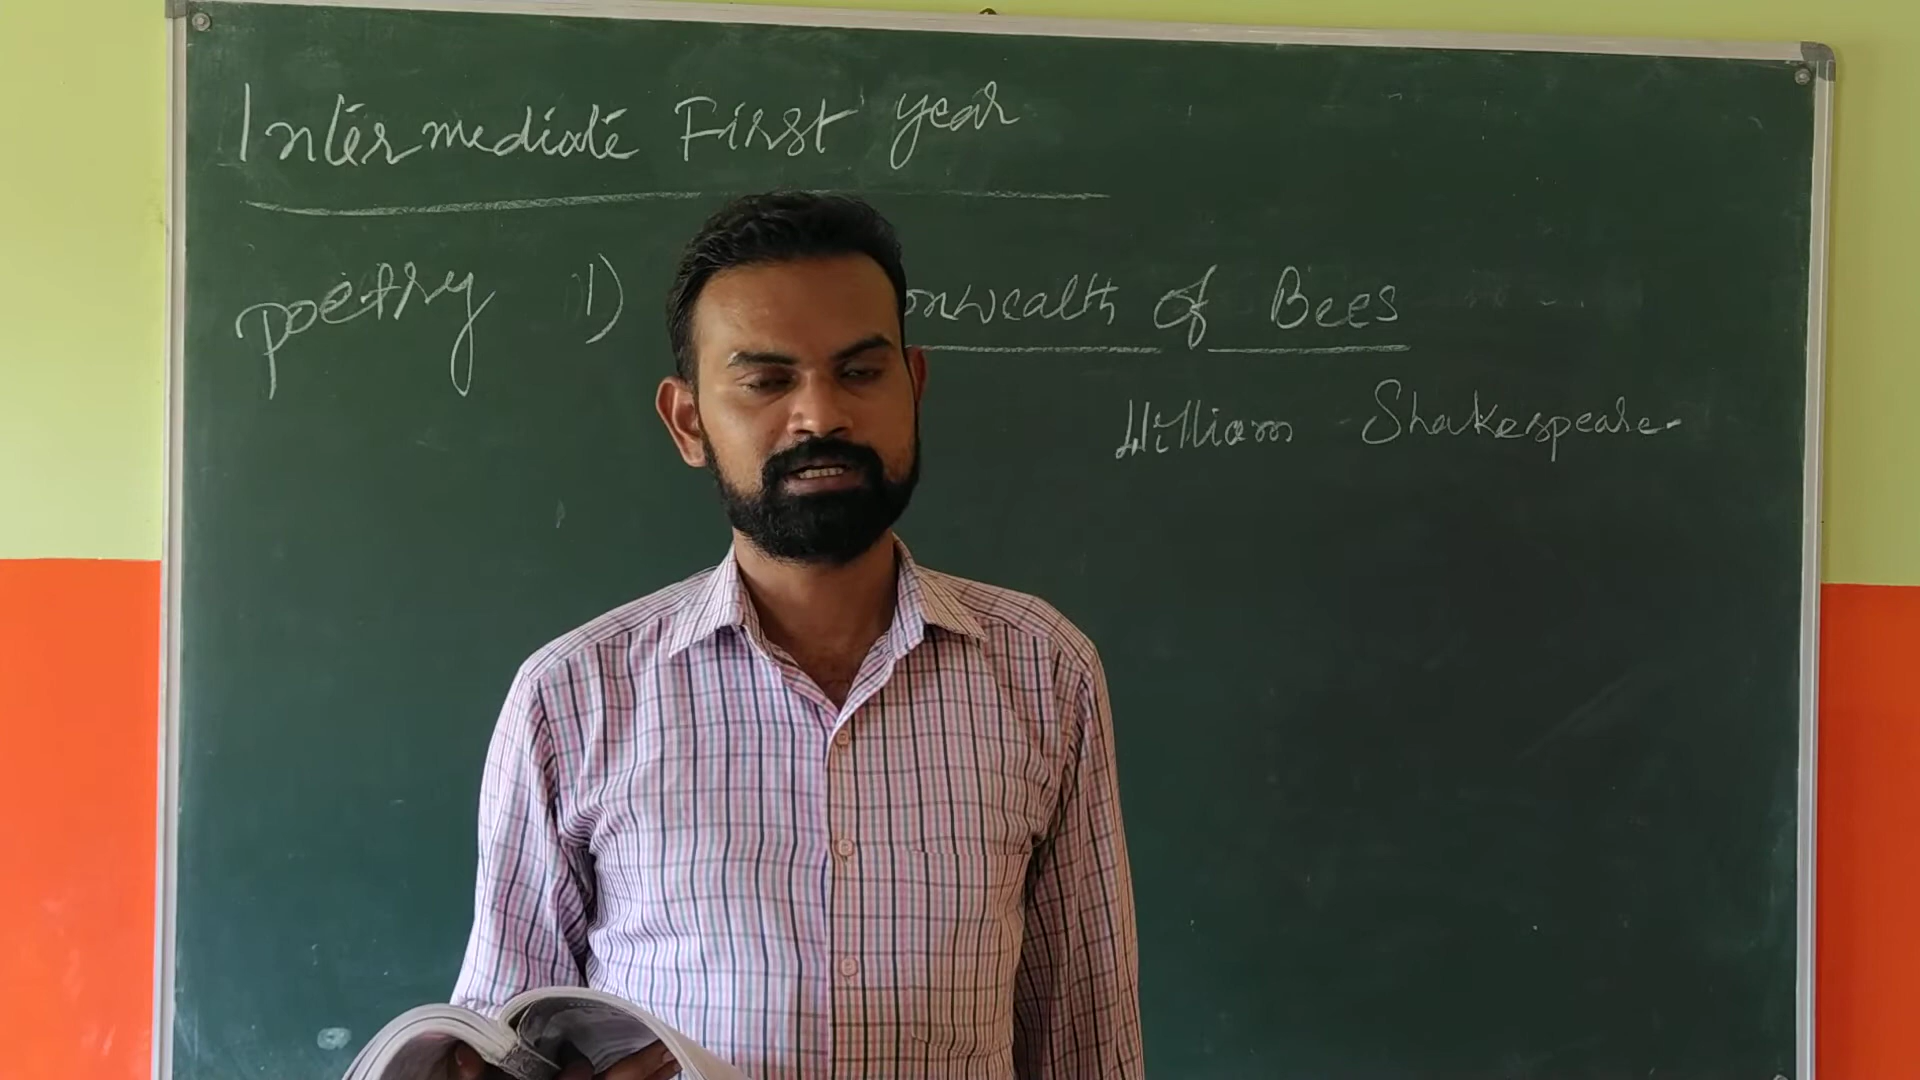 Intermediate First year
poetry 1) onwealth of Bees
William Shakespeare.